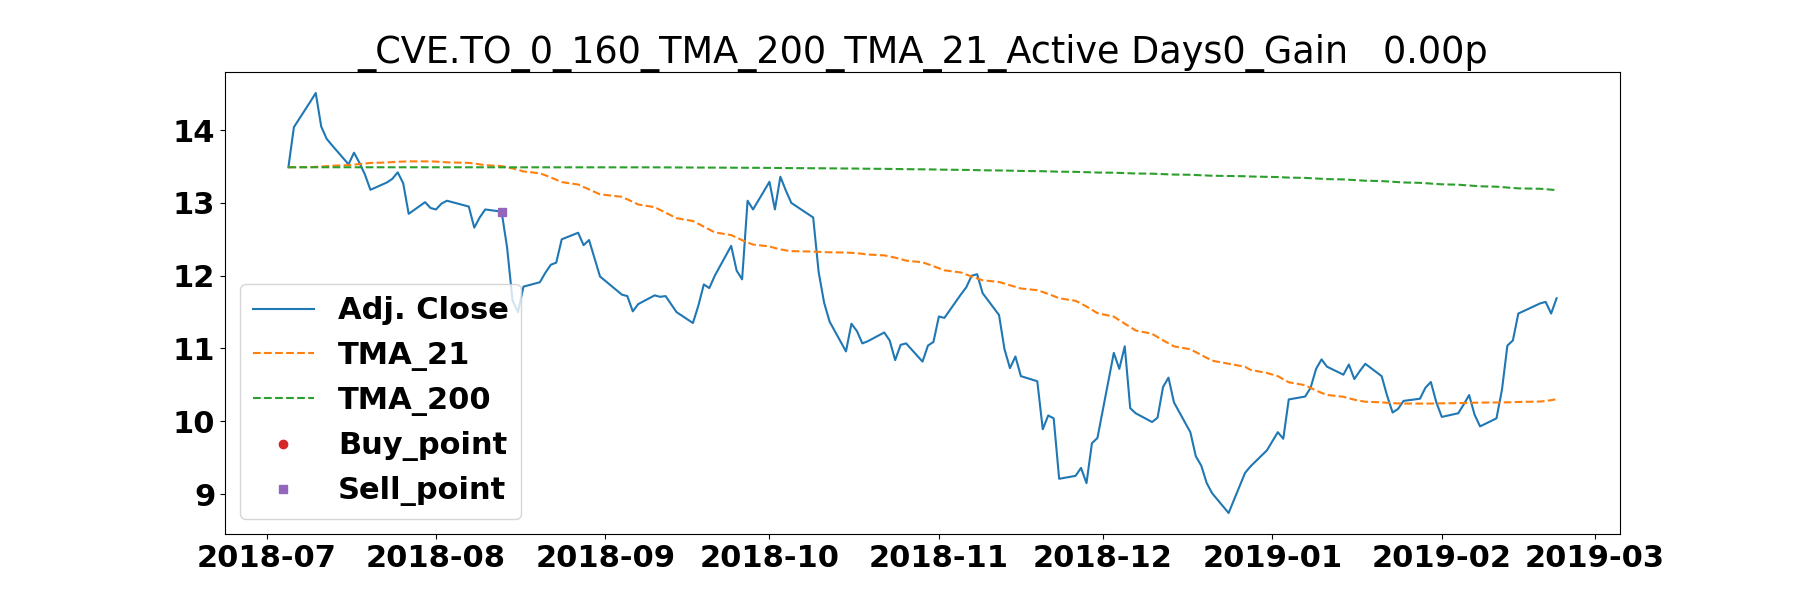 _CVE.TO_0_160_TMA_200_TMA_21_Active Days0_Gain   0.00p
14
13
12
11
10
9
Adj. Close
TMA_21
TMA_200
Buy_point
Sell_point
2018-07 2018-08 2018-09 2018-10 2018-11 2018-12 2019-01 2019-02 2019-03